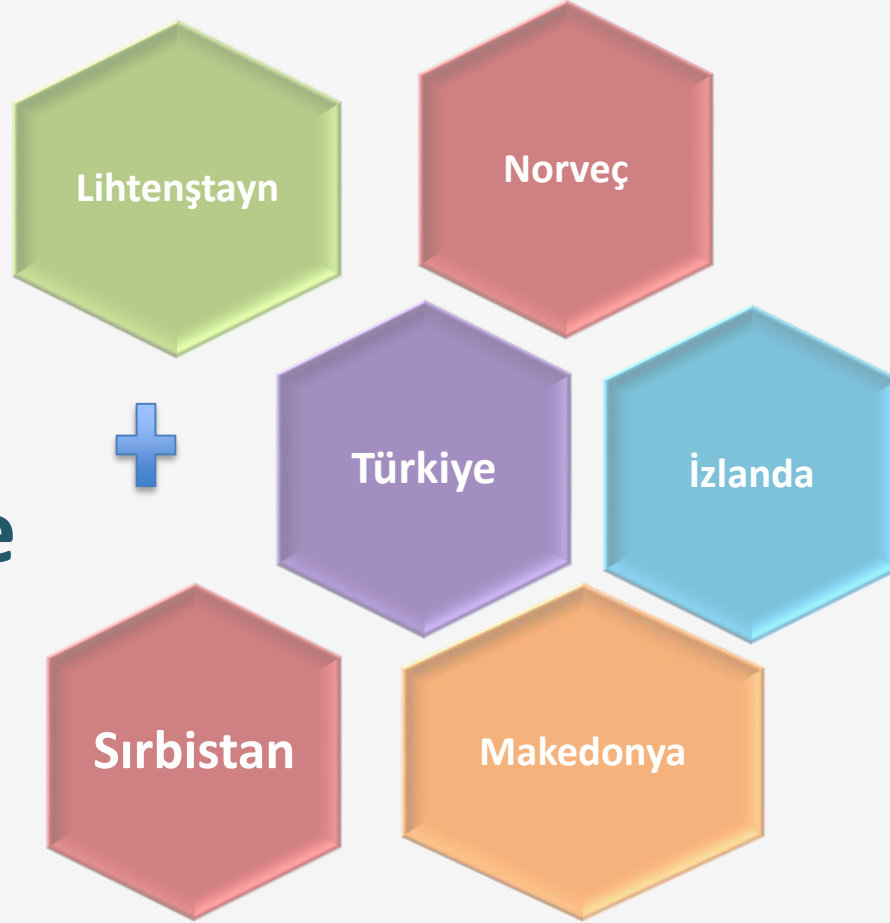 Lihtenştayn
Norveç
Türkiye
İzlanda
Sırbistan
Makedonya